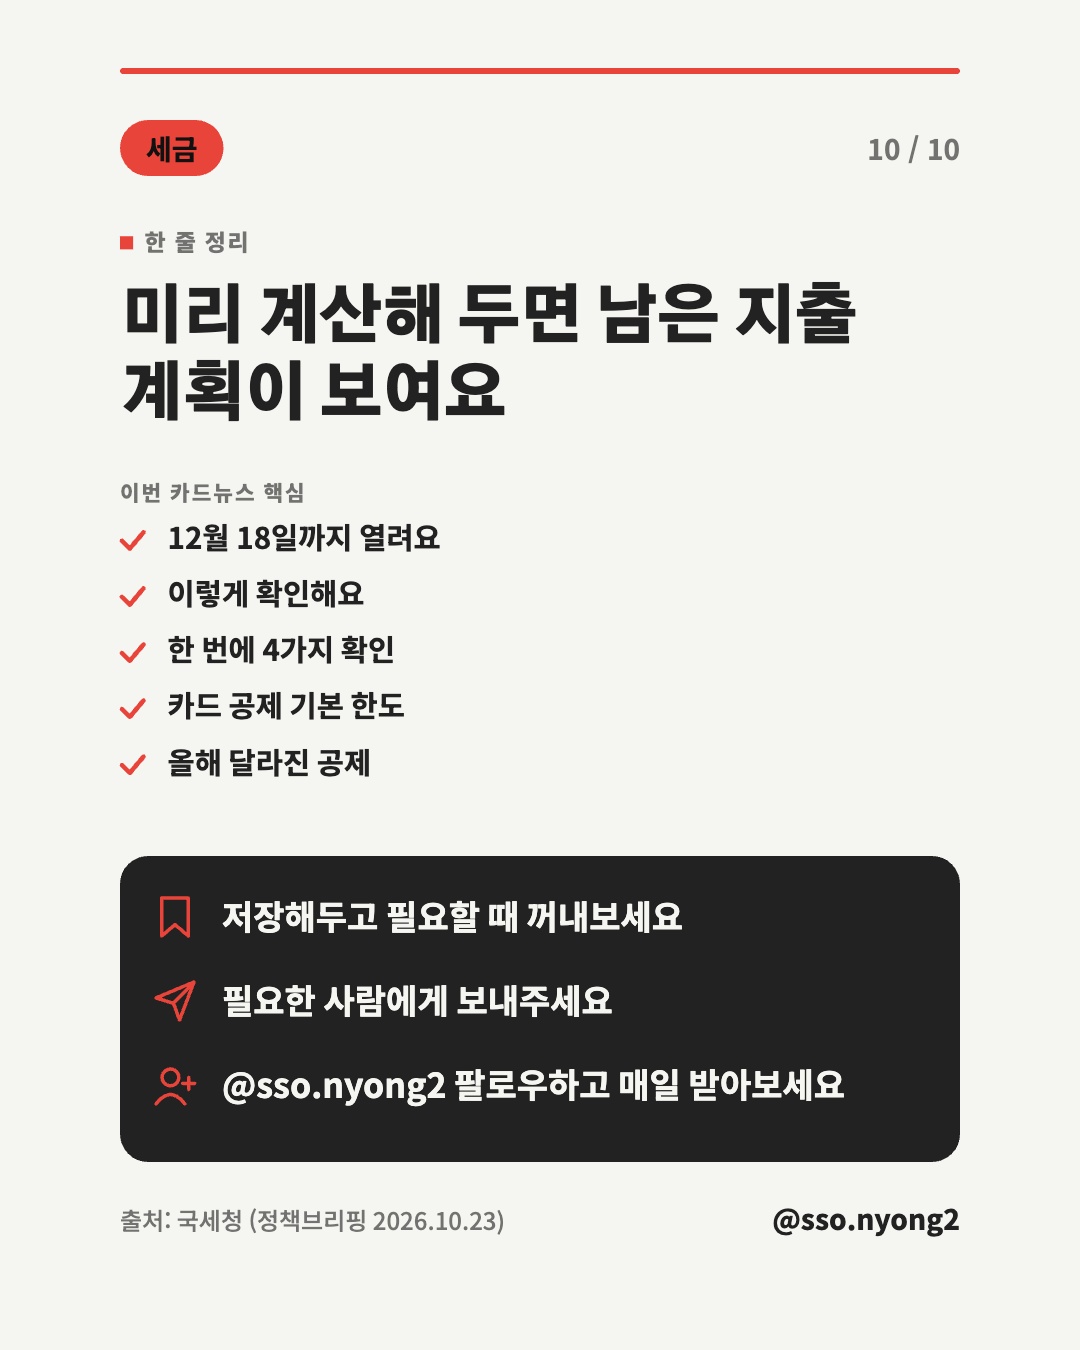 세금
10 / 10
한 줄 정리
미리 계산해 두면 남은 지출
계획이 보여요
이번 카드뉴스 핵심
12월 18일까지 열려요
이렇게 확인해요
한 번에 4가지 확인
카드 공제 기본 한도
올해 달라진 공제
저장해두고 필요할 때 꺼내보세요
필요한 사람에게 보내주세요
@sso.nyong2 팔로우하고 매일 받아보세요
출처: 국세청 (정책브리핑 2026.10.23)
@sso.nyong2